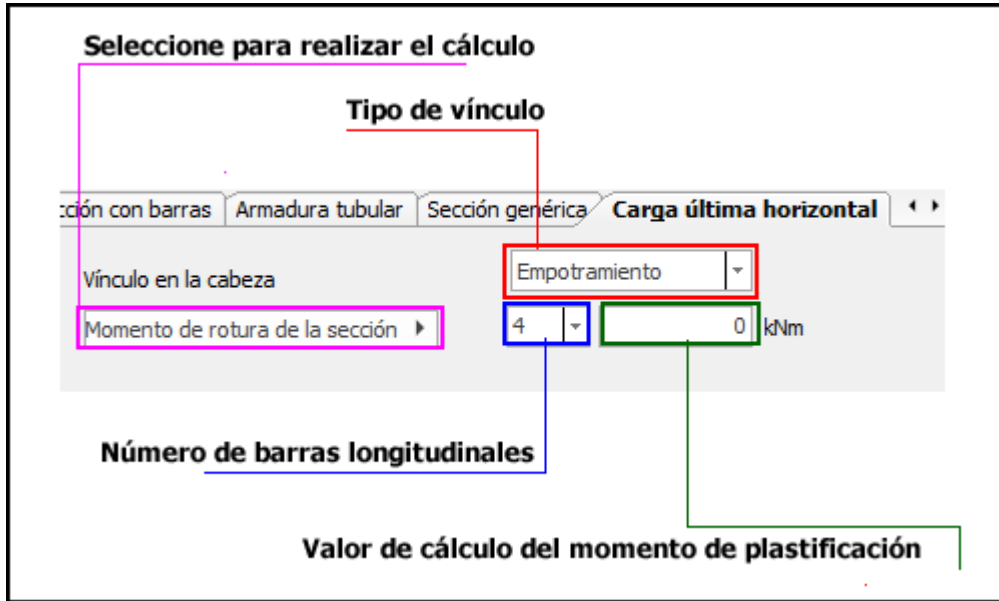 Seleccione para realizar el cálculo
Tipo de vínculo
cción con barras Armadura tubular Sección genérica Carga última horizontal
Vínculo en la cabeza Empotramiento
Momento de rotura de la sección 4 0 kNm
Número de barras longitudinales
Valor de cálculo del momento de plastificación